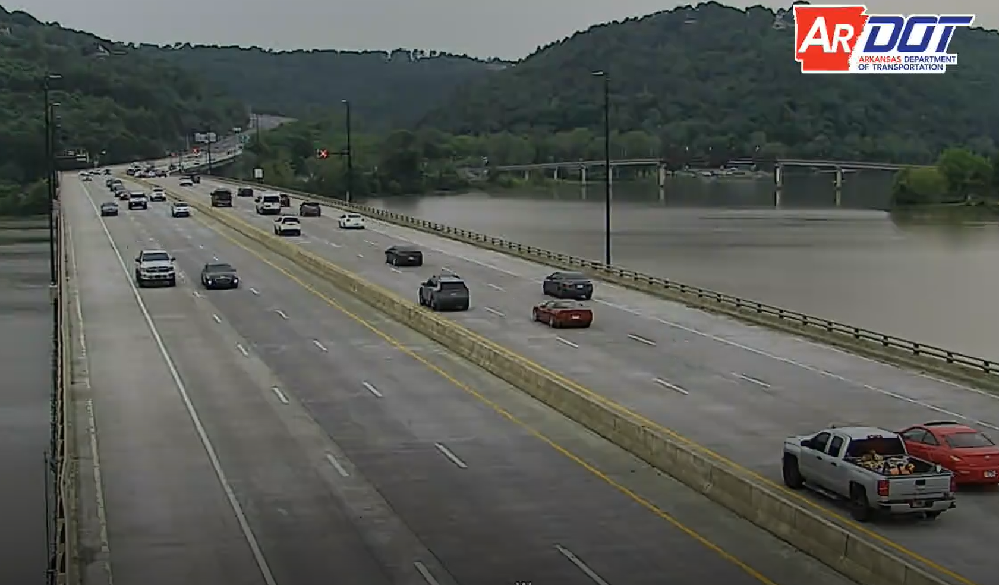 ARDOT
ARKANSAS DEPARTMENT
OF TRANSPORTATION